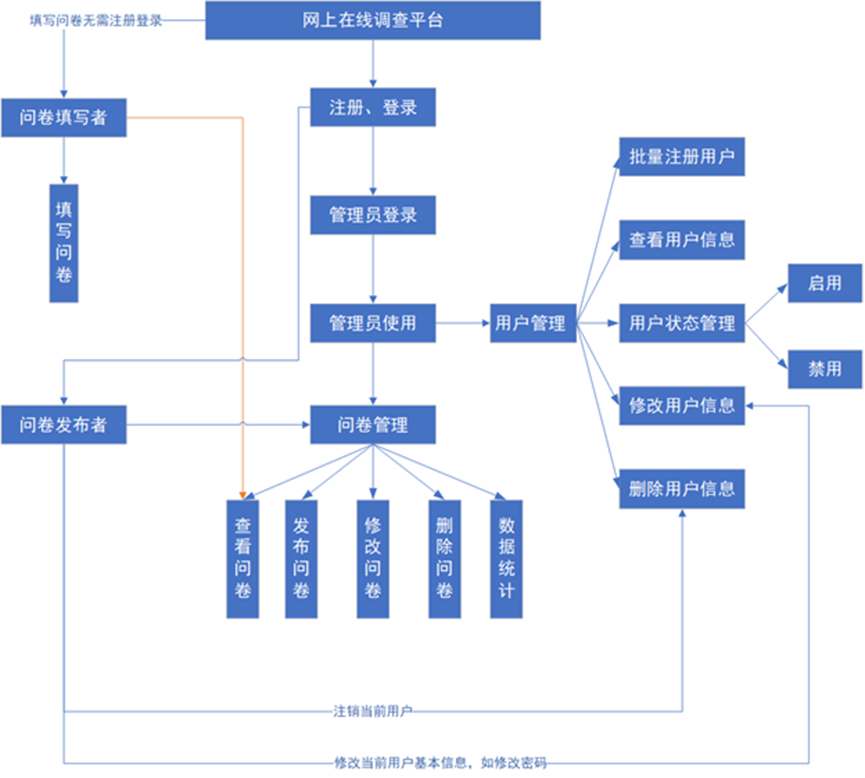 填写问卷无需注册登录
网上在线调查平台
问卷填写者
注册、登录
批量注册用户
填写问卷
管理员登录
查看用户信息
启用
管理员使用
用户管理
用户状态管理
禁用
问卷发布者
问卷管理
修改用户信息
删除用户信息
查看问卷
发布问卷
修改问卷
删除问卷
数据统计
注销当前用户
修改当前用户基本信息，如修改密码